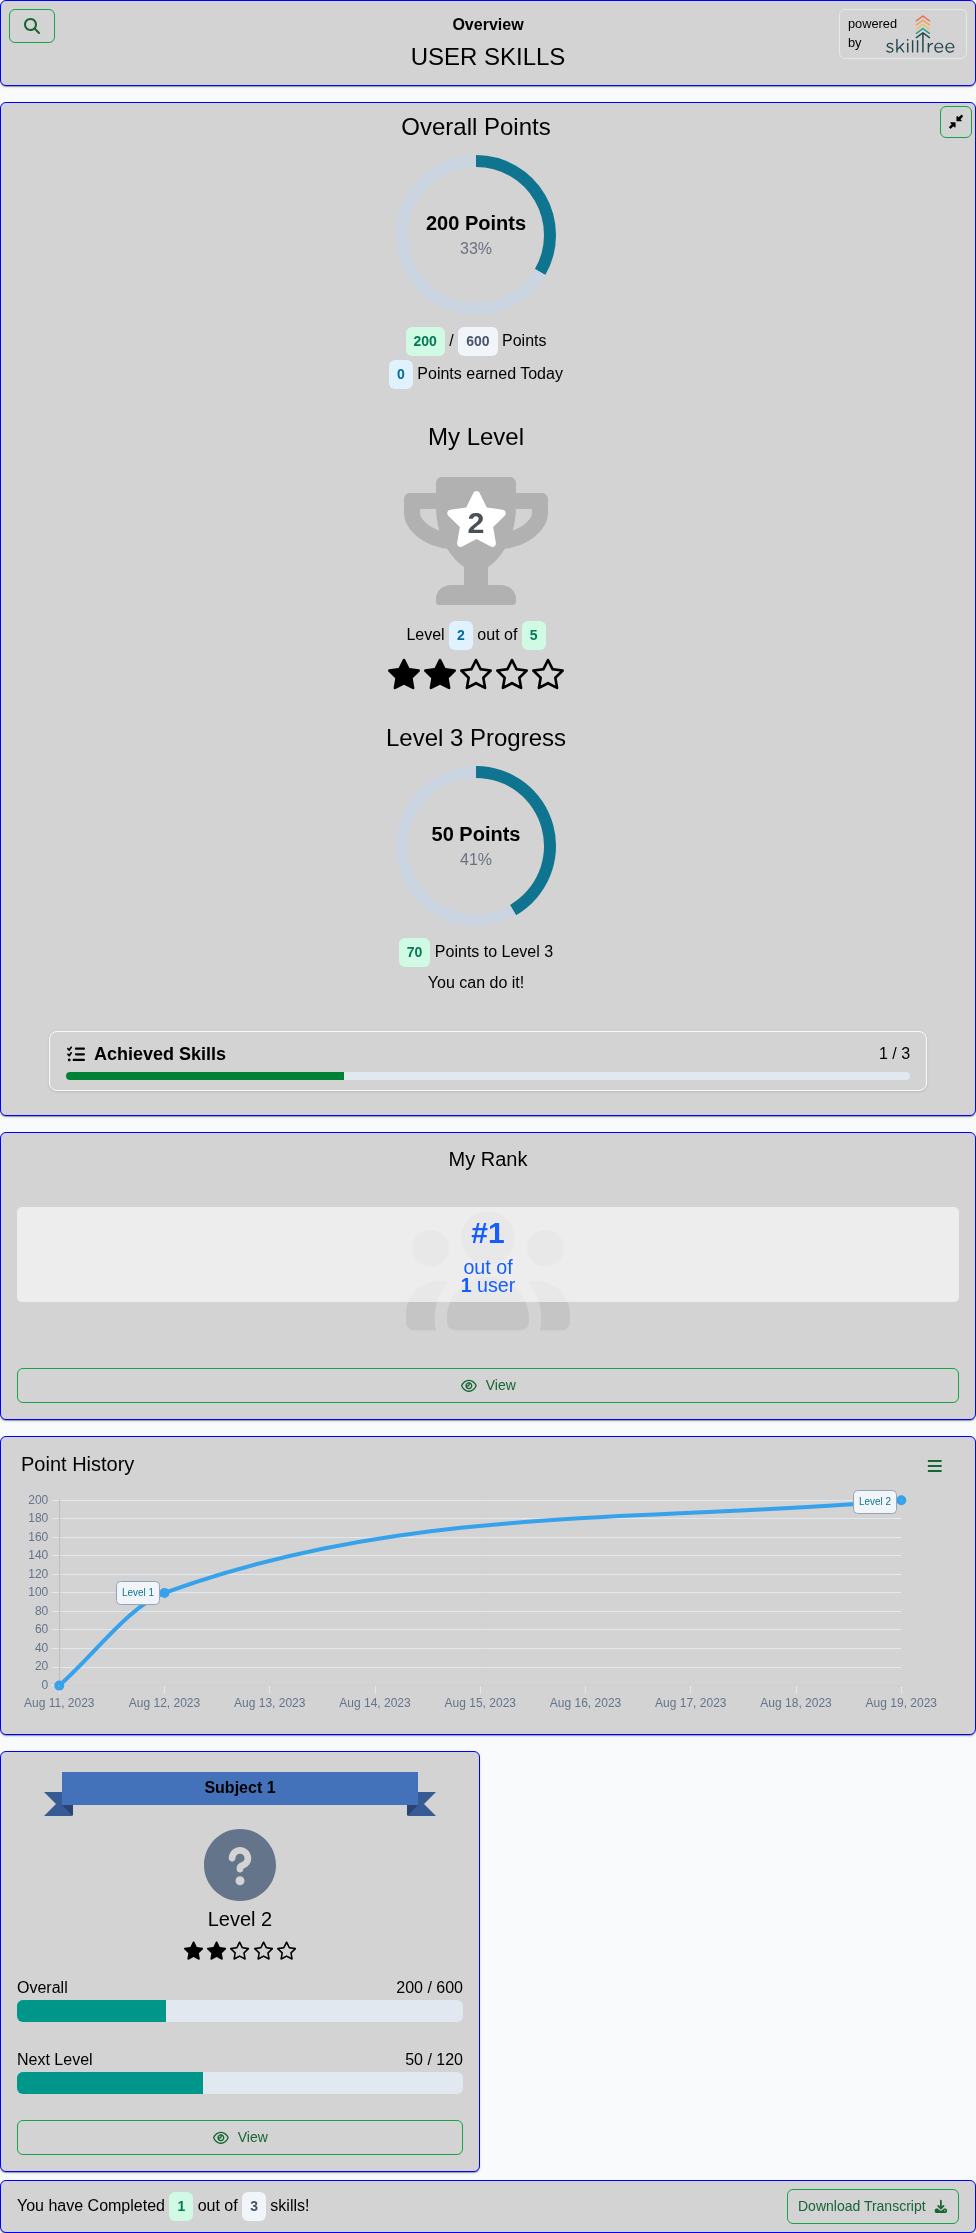 Overview
USER SKILLS
powered
by
skilltree
Overall Points
200 Points
33%
200 / 600 Points
0 Points earned Today
My Level
2
Level 2 out of 5
Level 3 Progress
50 Points
41%
70 Points to Level 3
You can do it!
Achieved Skills 1 / 3
My Rank
#1
out of
1 user
View
Point History
200
180
160
140
120
100
80
60
40
20
0
Level 1
Level 2
Aug 11, 2023 Aug 12, 2023 Aug 13, 2023 Aug 14, 2023 Aug 15, 2023 Aug 16, 2023 Aug 17, 2023 Aug 18, 2023 Aug 19, 2023
Subject 1
?
Level 2
Overall 200 / 600
Next Level 50 / 120
View
You have Completed 1 out of 3 skills!
Download Transcript